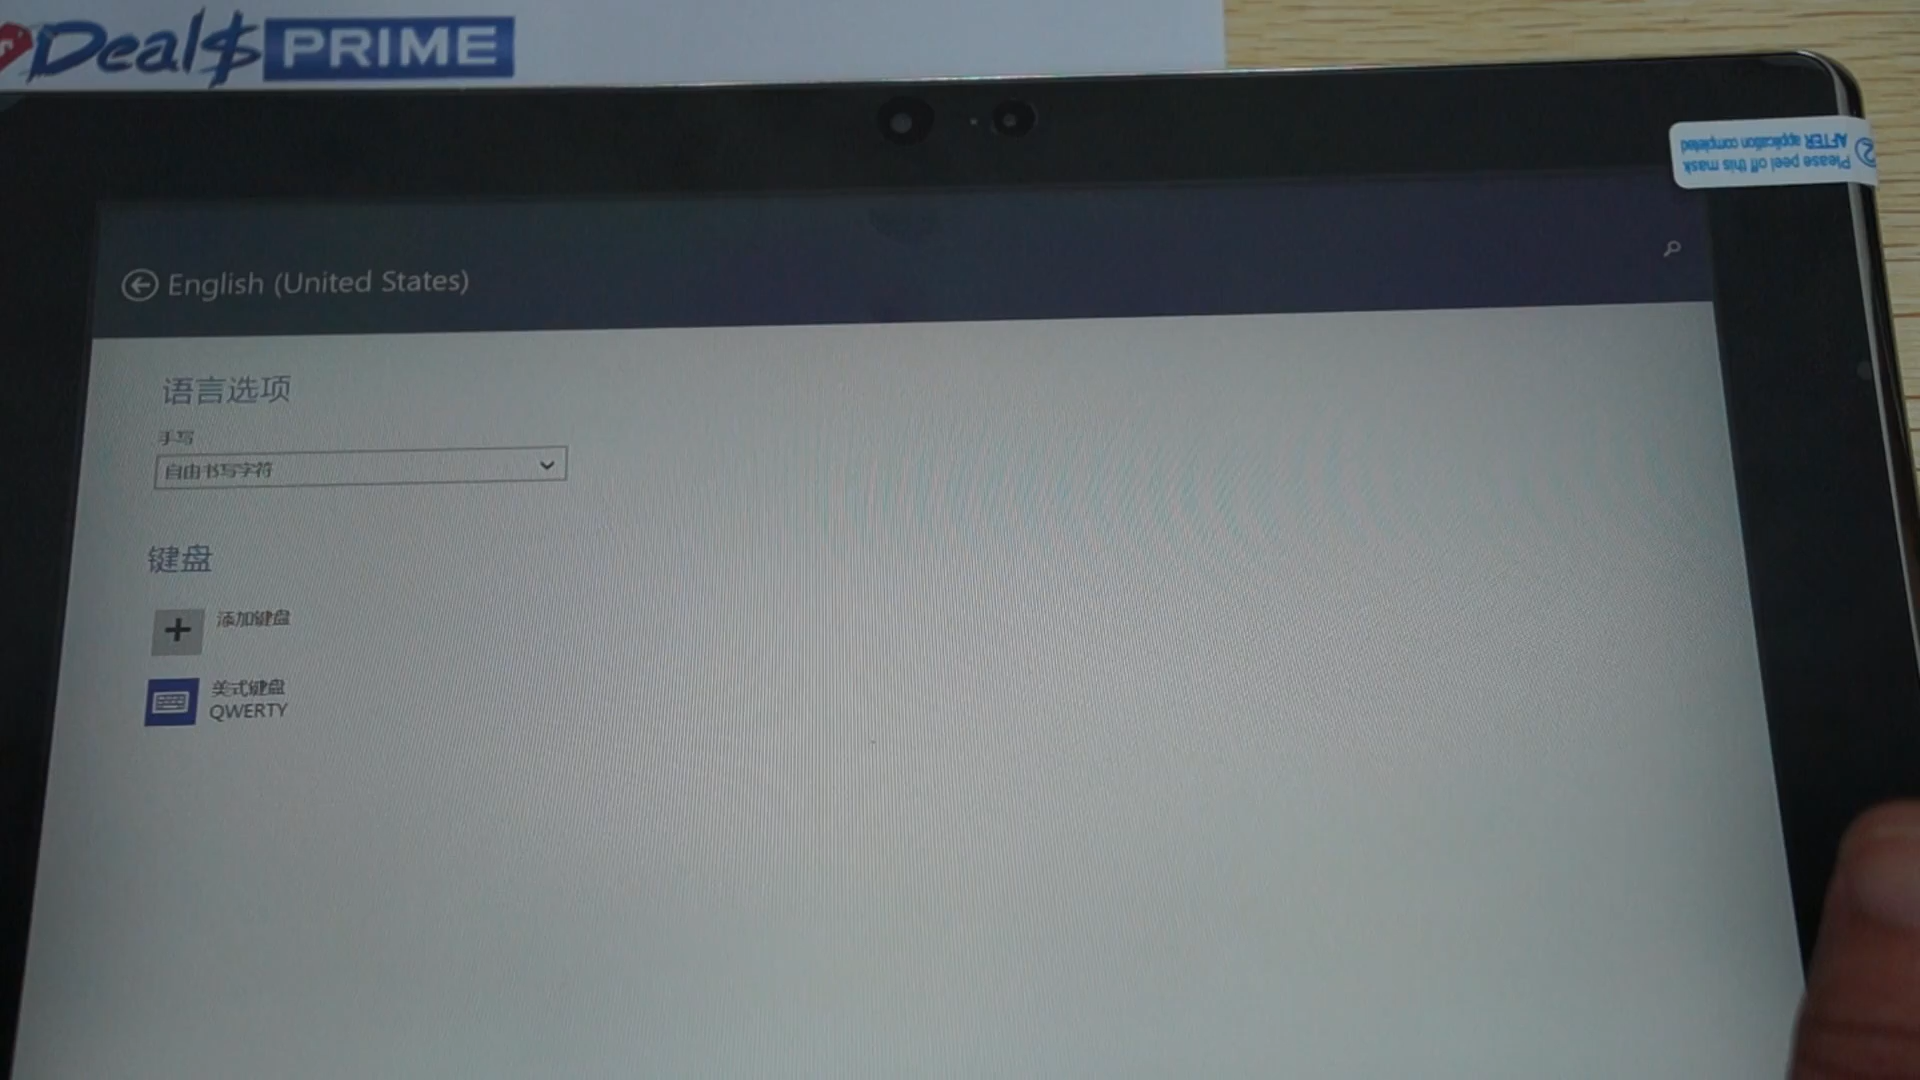 Deal$ PRIME
2 Please peel off this mask
AFTER application completed
English (United States)
语言选项
手写
自由书写字符
键盘
添加键盘
美式键盘
QWERTY